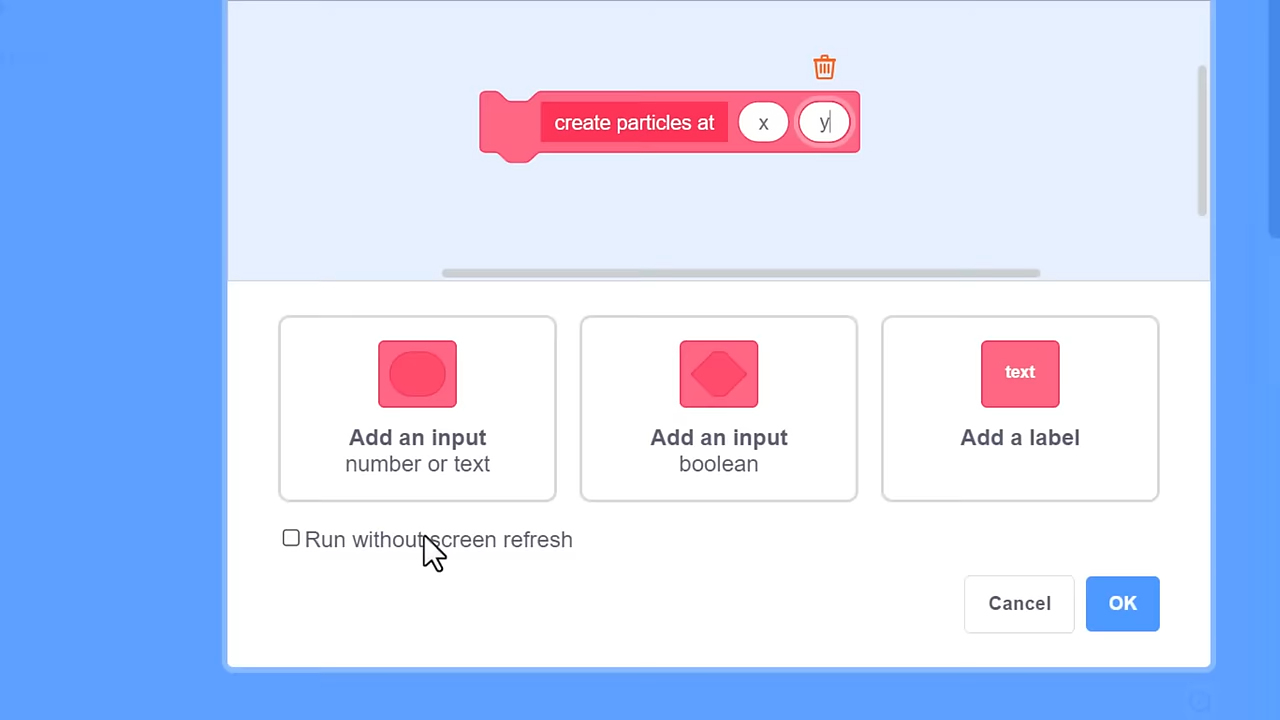 create particles at x y
text
Add an input Add an input Add a label
number or text boolean
Run without screen refresh
Cancel OK